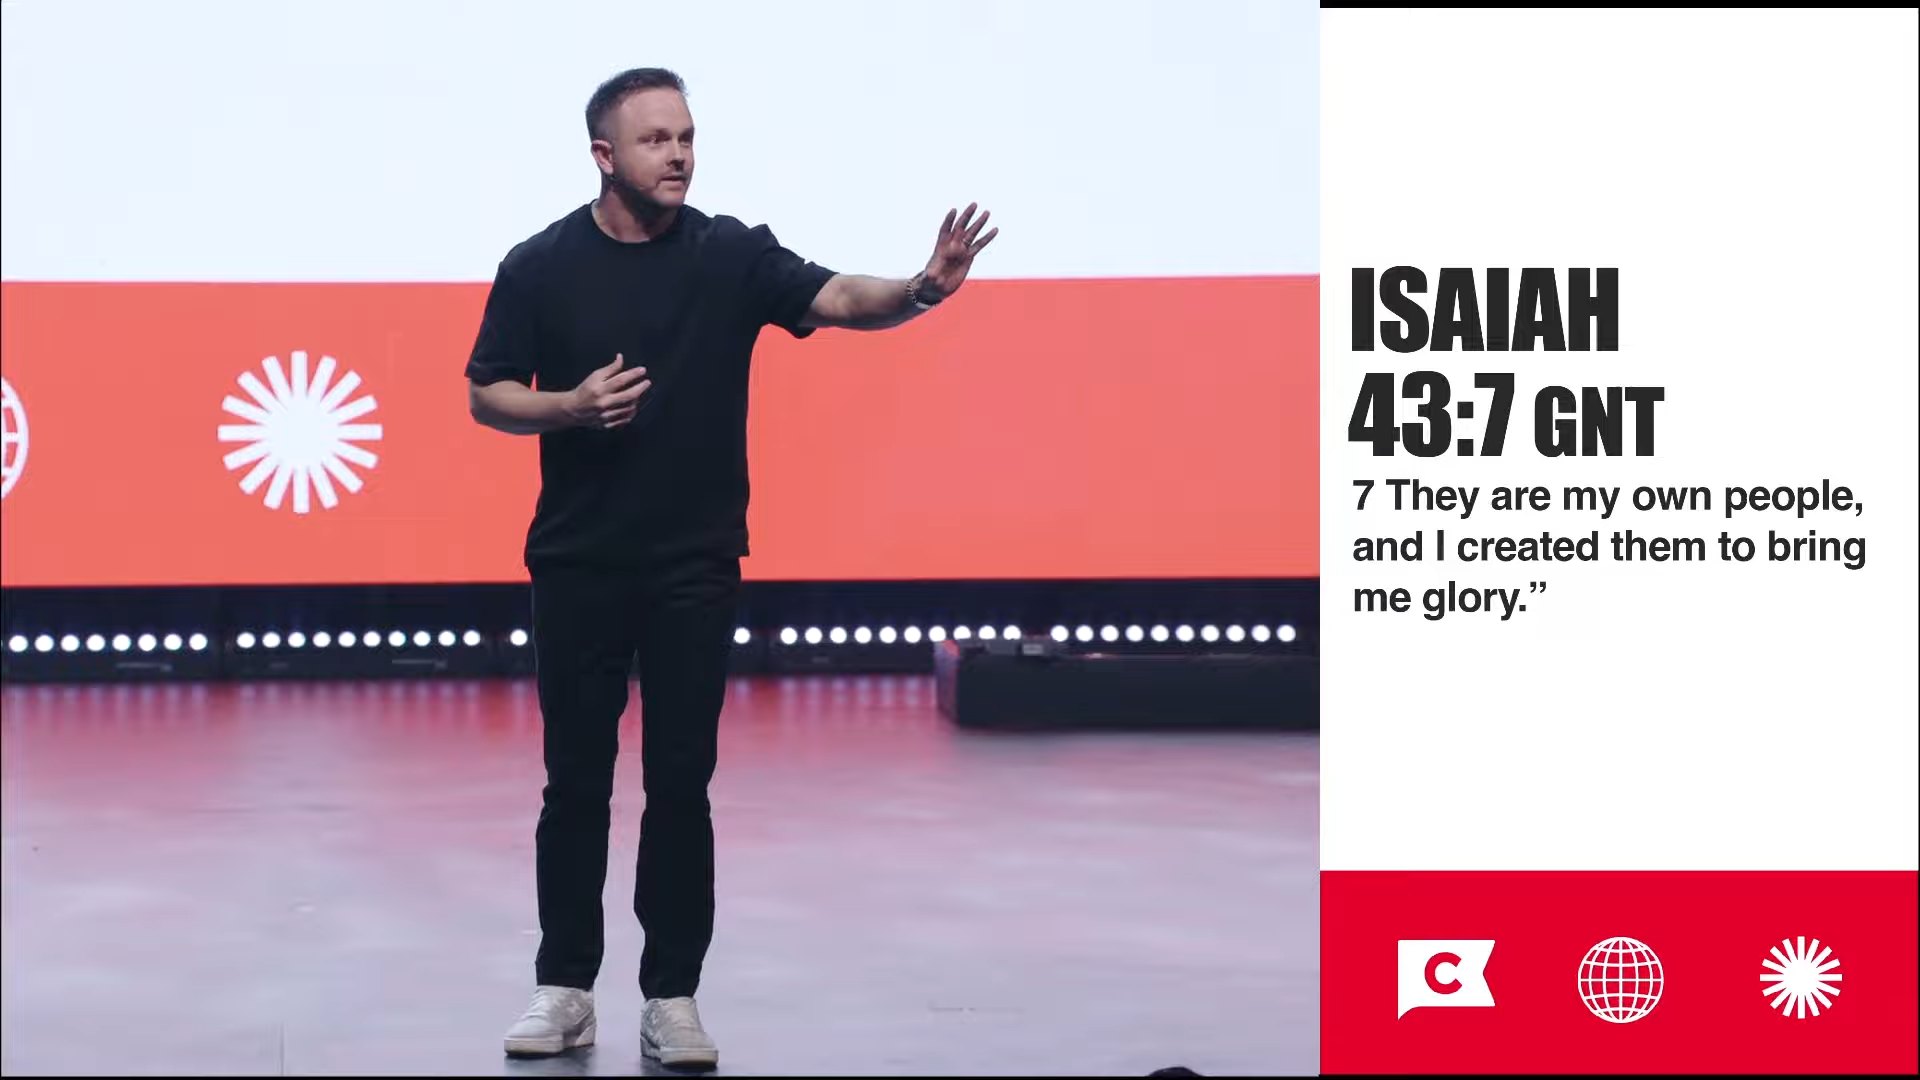 ISAIAH
43:7 GNT
7 They are my own people,
and I created them to bring
me glory.”
C